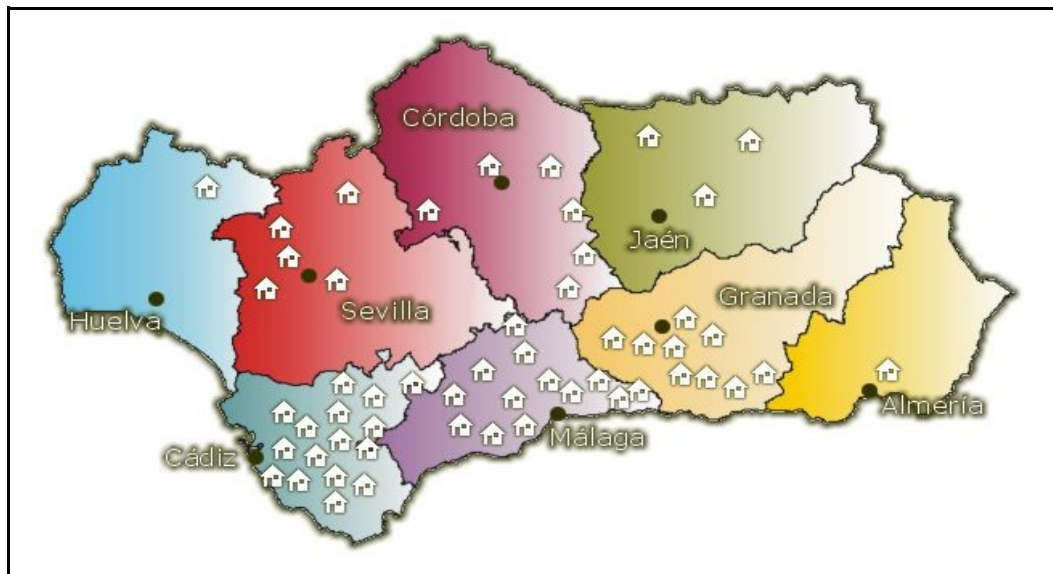 Córdoba
Jaén
Granada
Sevilla
Huelva
Almería
Málaga
Cádiz